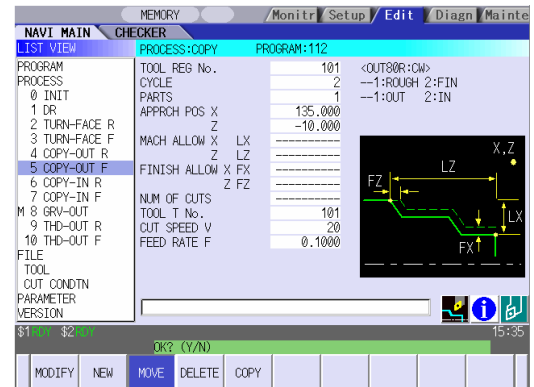 MEMORY Monitr Setup Edit Diagn Mainte
NAVI MAIN CHECKER
LIST VIEW PROCESS:COPY PROGRAM:112
PROGRAM
PROCESS
0 INIT
1 DR
2 TURN-FACE R
3 TURN-FACE F
4 COPY-OUT R
5 COPY-OUT F
6 COPY-IN R
7 COPY-IN F
M 8 GRV-OUT
9 THD-OUT R
10 THD-OUT F
FILE
TOOL
CUT CONDTN
PARAMETER
VERSION
TOOL REG No. 101
CYCLE 2
PARTS 1
APPRCH POS X 135.000
Z -10.000
MACH ALLOW X LX ----------
Z LZ ----------
FINISH ALLOW X FX ----------
Z FZ ----------
NUM OF CUTS ----------
TOOL T No. 101
CUT SPEED V 20
FEED RATE F 0.1000
<OUT80R:CW>
--1:ROUGH 2:FIN
--1:OUT 2:IN
X,Z
LZ
FZ
LX
FX
$1 RDY $2 RDY 15:35
OK? (Y/N)
MODIFY NEW MOVE DELETE COPY